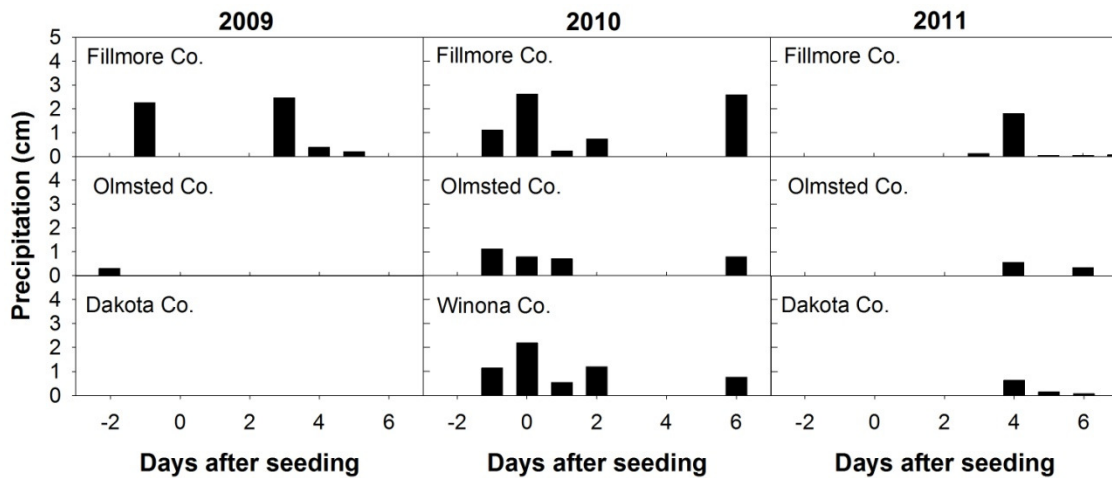 2009 2010 2011
Precipitation (cm)
5
4
3
2
1
0
Fillmore Co. Fillmore Co. Fillmore Co.
4
3
2
1
0
Olmsted Co. Olmsted Co. Olmsted Co.
4
3
2
1
0
Dakota Co. Winona Co. Dakota Co.
-2 0 2 4 6 -2 0 2 4 6 -2 0 2 4 6
Days after seeding Days after seeding Days after seeding